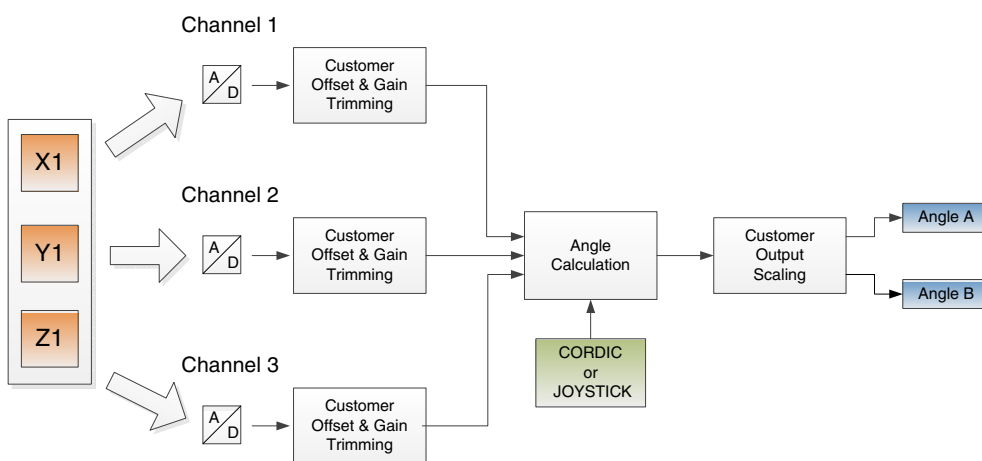 Channel 1
A
D
Customer
Offset & Gain
Trimming
X1
Channel 2
Y1
A
D
Customer
Offset & Gain
Trimming
Angle
Calculation
Customer
Output
Scaling
Angle A
Angle B
Z1
Channel 3
A
D
Customer
Offset & Gain
Trimming
CORDIC
or
JOYSTICK